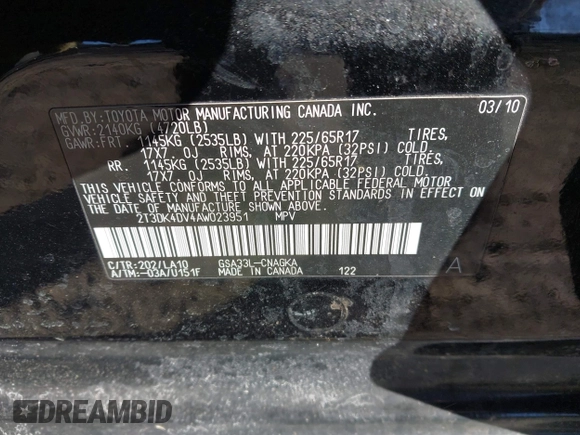 MFD.BY:TOYOTA MOTOR MANUFACTURING CANADA INC. 03/10
GVWR:2140KG (4720LB)
GAWR:FRT. 1145KG (2535LB) WITH 225/65R17 TIRES,
17X7.0J RIMS, AT 220KPA (32PSI) COLD.
RR. 1145KG (2535LB) WITH 225/65R17 TIRES,
17X7.0J RIMS, AT 220KPA (32PSI) COLD.
THIS VEHICLE CONFORMS TO ALL APPLICABLE FEDERAL MOTOR
VEHICLE SAFETY AND THEFT PREVENTION STANDARDS IN EFFECT ON
THE DATE OF MANUFACTURE SHOWN ABOVE.
2T3DK4DV4AW023951 MPV
C/TR:202/LA10 GSA33L-CNAGKA
A/TM:-03A/U151F MADE IN CANADA 122
A
DREAMBID